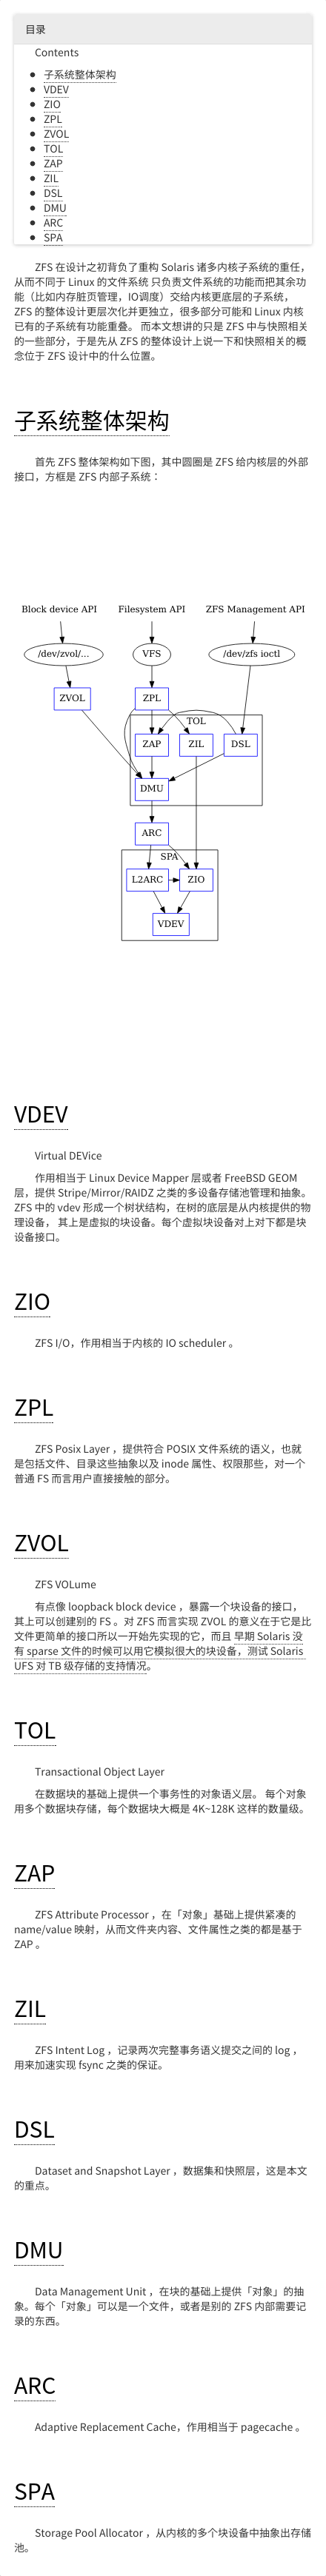 目录
Contents
子系统整体架构
VDEV
ZIO
ZPL
ZVOL
TOL
ZAP
ZIL
DSL
DMU
ARC
SPA
ZFS 在设计之初背负了重构 Solaris 诸多内核子系统的重任，
从而不同于 Linux 的文件系统 只负责文件系统的功能而把其余功
能（比如内存脏页管理，IO调度）交给内核更底层的子系统，
ZFS 的整体设计更层次化并更独立，很多部分可能和 Linux 内核
已有的子系统有功能重叠。 而本文想讲的只是 ZFS 中与快照相关
的一些部分，于是先从 ZFS 的整体设计上说一下和快照相关的概
念位于 ZFS 设计中的什么位置。
子系统整体架构
首先 ZFS 整体架构如下图，其中圆圈是 ZFS 给内核层的外部
接口，方框是 ZFS 内部子系统：
Block device API Filesystem API ZFS Management API
/dev/zvol/... VFS /dev/zfs ioctl
ZVOL ZPL
TOL
ZAP ZIL DSL
DMU
ARC
SPA
L2ARC ZIO
VDEV
VDEV
Virtual DEVice
作用相当于 Linux Device Mapper 层或者 FreeBSD GEOM
层，提供 Stripe/Mirror/RAIDZ 之类的多设备存储池管理和抽象。
ZFS 中的 vdev 形成一个树状结构，在树的底层是从内核提供的物
理设备， 其上是虚拟的块设备。每个虚拟块设备对上对下都是块
设备接口。
ZIO
ZFS I/O，作用相当于内核的 IO scheduler 。
ZPL
ZFS Posix Layer ，提供符合 POSIX 文件系统的语义，也就
是包括文件、目录这些抽象以及 inode 属性、权限那些，对一个
普通 FS 而言用户直接接触的部分。
ZVOL
ZFS VOLume
有点像 loopback block device ，暴露一个块设备的接口，
其上可以创建别的 FS 。对 ZFS 而言实现 ZVOL 的意义在于它是比
文件更简单的接口所以一开始先实现的它，而且 早期 Solaris 没
有 sparse 文件的时候可以用它模拟很大的块设备，测试 Solaris
UFS 对 TB 级存储的支持情况。
TOL
Transactional Object Layer
在数据块的基础上提供一个事务性的对象语义层。 每个对象
用多个数据块存储，每个数据块大概是 4K~128K 这样的数量级。
ZAP
ZFS Attribute Processor ，在「对象」基础上提供紧凑的
name/value 映射，从而文件夹内容、文件属性之类的都是基于
ZAP 。
ZIL
ZFS Intent Log ，记录两次完整事务语义提交之间的 log ，
用来加速实现 fsync 之类的保证。
DSL
Dataset and Snapshot Layer ，数据集和快照层，这是本文
的重点。
DMU
Data Management Unit ，在块的基础上提供「对象」的抽
象。每个「对象」可以是一个文件，或者是别的 ZFS 内部需要记
录的东西。
ARC
Adaptive Replacement Cache，作用相当于 pagecache 。
SPA
Storage Pool Allocator ，从内核的多个块设备中抽象出存储
池。